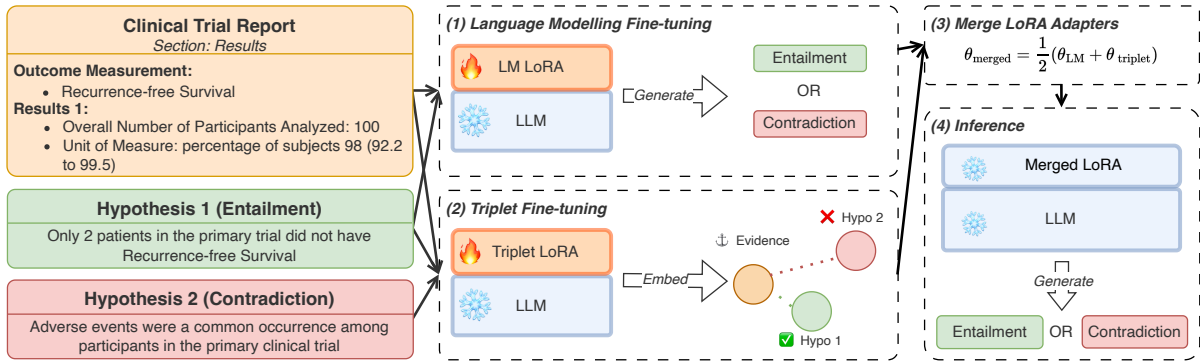 Clinical Trial Report
Section: Results
Outcome Measurement:
• Recurrence-free Survival
Results 1:
• Overall Number of Participants Analyzed: 100
• Unit of Measure: percentage of subjects 98 (92.2
to 99.5)
Hypothesis 1 (Entailment)
Only 2 patients in the primary trial did not have
Recurrence-free Survival
Hypothesis 2 (Contradiction)
Adverse events were a common occurrence among
participants in the primary clinical trial
(1) Language Modelling Fine-tuning
LM LoRA
LLM
Generate
Entailment
OR
Contradiction
(2) Triplet Fine-tuning
Triplet LoRA
LLM
Embed
⚓ Evidence
❌ Hypo 2
✅ Hypo 1
(3) Merge LoRA Adapters
θ_merged = 1/2 (θ_LM + θ_triplet)
(4) Inference
Merged LoRA
LLM
Generate
Entailment OR Contradiction